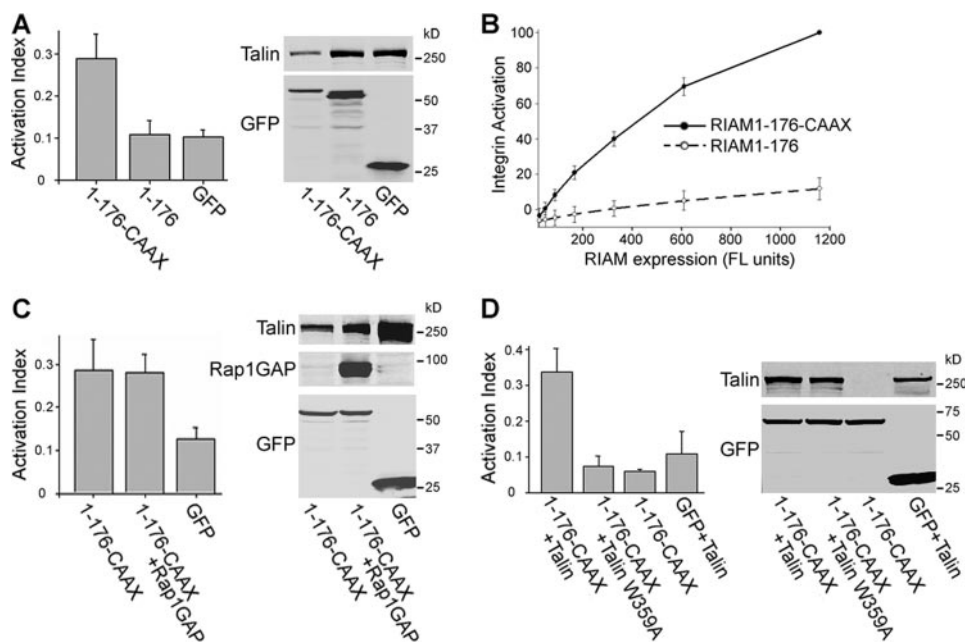 A
Activation Index
0.3
0.2
0.1
0
1-176-CAAX
1-176
GFP
kD
Talin
250
GFP
50
37
25
1-176-CAAX
1-176
GFP
B
Integrin Activation
100
80
60
40
20
0
RIAM1-176-CAAX
RIAM1-176
200 400 600 800 1000 1200
RIAM expression (FL units)
C
Activation Index
0.3
0.2
0.1
0
1-176-CAAX
1-176-CAAX
+Rap1GAP
GFP
kD
Talin
250
Rap1GAP
100
GFP
50
37
25
1-176-CAAX
1-176-CAAX
+Rap1GAP
GFP
D
Activation Index
0.4
0.3
0.2
0.1
0
1-176-CAAX
+Talin
1-176-CAAX
+Talin W359A
1-176-CAAX
GFP+Talin
kD
Talin
250
GFP
75
50
25
1-176-CAAX
+Talin
1-176-CAAX
+Talin W359A
1-176-CAAX
GFP+Talin